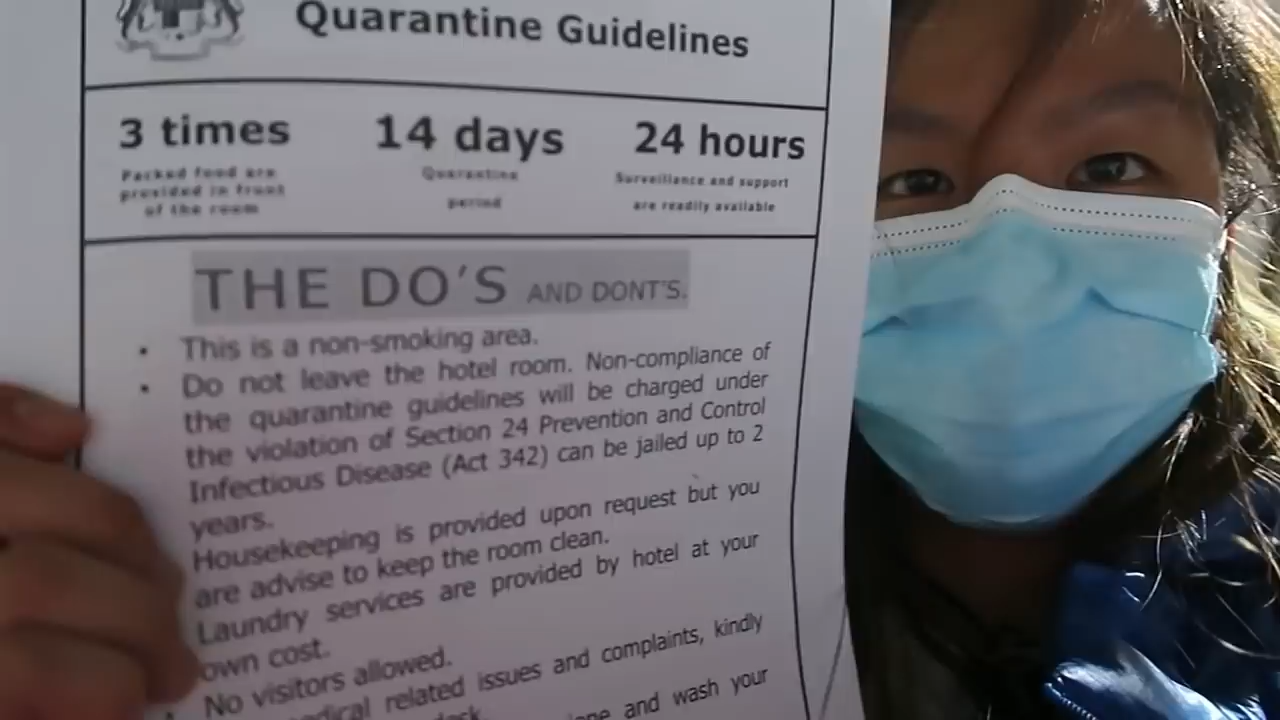 Quarantine Guidelines
3 times
Packed food are
provided in front
of the room
14 days
Quarantine
period
24 hours
Surveillance and support
are readily available
THE DO'S AND DONT'S.
• This is a non-smoking area.
• Do not leave the hotel room. Non-compliance of
the quarantine guidelines will be charged under
the violation of Section 24 Prevention and Control
Infectious Disease (Act 342) can be jailed up to 2
years.
Housekeeping is provided upon request but you
are advise to keep the room clean.
Laundry services are provided by hotel at your
own cost.
No visitors allowed.
related issues and complaints, kindly
and wash your